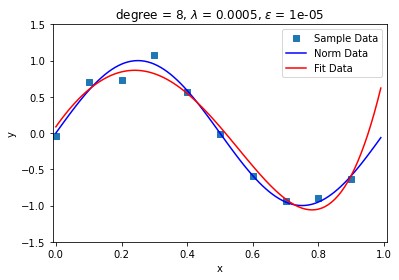 degree = 8, λ = 0.0005, ε = 1e-05
Sample Data
Norm Data
Fit Data
1.5
1.0
0.5
0.0
-0.5
-1.0
-1.5
y
0.0 0.2 0.4 0.6 0.8 1.0
x